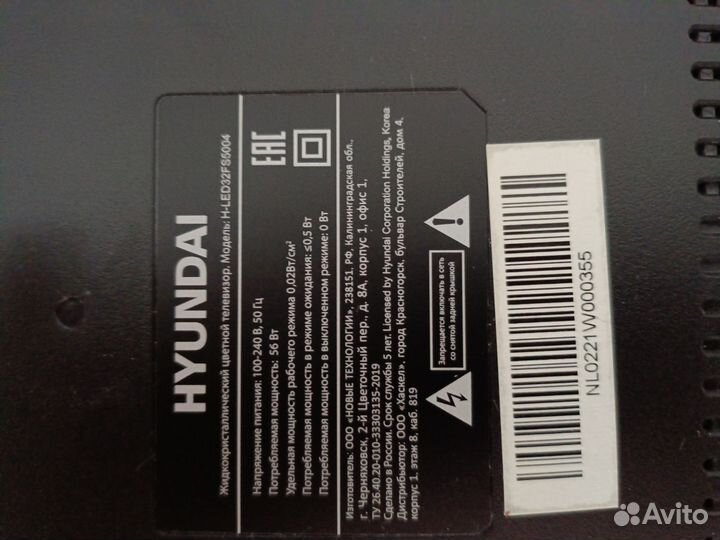 HYUNDAI
Жидкокристаллический цветной телевизор. Модель: H-LED32FS5004
EAC
Напряжение питания: 100-240 В, 50 Гц
Потребляемая мощность: 56 Вт
Удельная мощность рабочего режима 0,02Вт/см²
Потребляемая мощность в режиме ожидания: ≤0,5 Вт
Потребляемая мощность в выключенном режиме: 0 Вт
Изготовитель: ООО «НОВЫЕ ТЕХНОЛОГИИ», 238151, РФ, Калининградская обл.,
г. Черняховск, 2-й Цветочный пер., д. 8А, корпус 1, офис 1,
ТУ 26.40.20-010-33303135-2019
Сделано в России. Срок службы 5 лет. Licensed by Hyundai Corporation Holdings, Korea
Дистрибьютор: ООО «Хаскел», город Красногорск, бульвар Строителей, дом 4,
корпус 1, этаж 8, каб. 819
Запрещается включать в сеть
со снятой задней крышкой
NL0221W000355
Avito